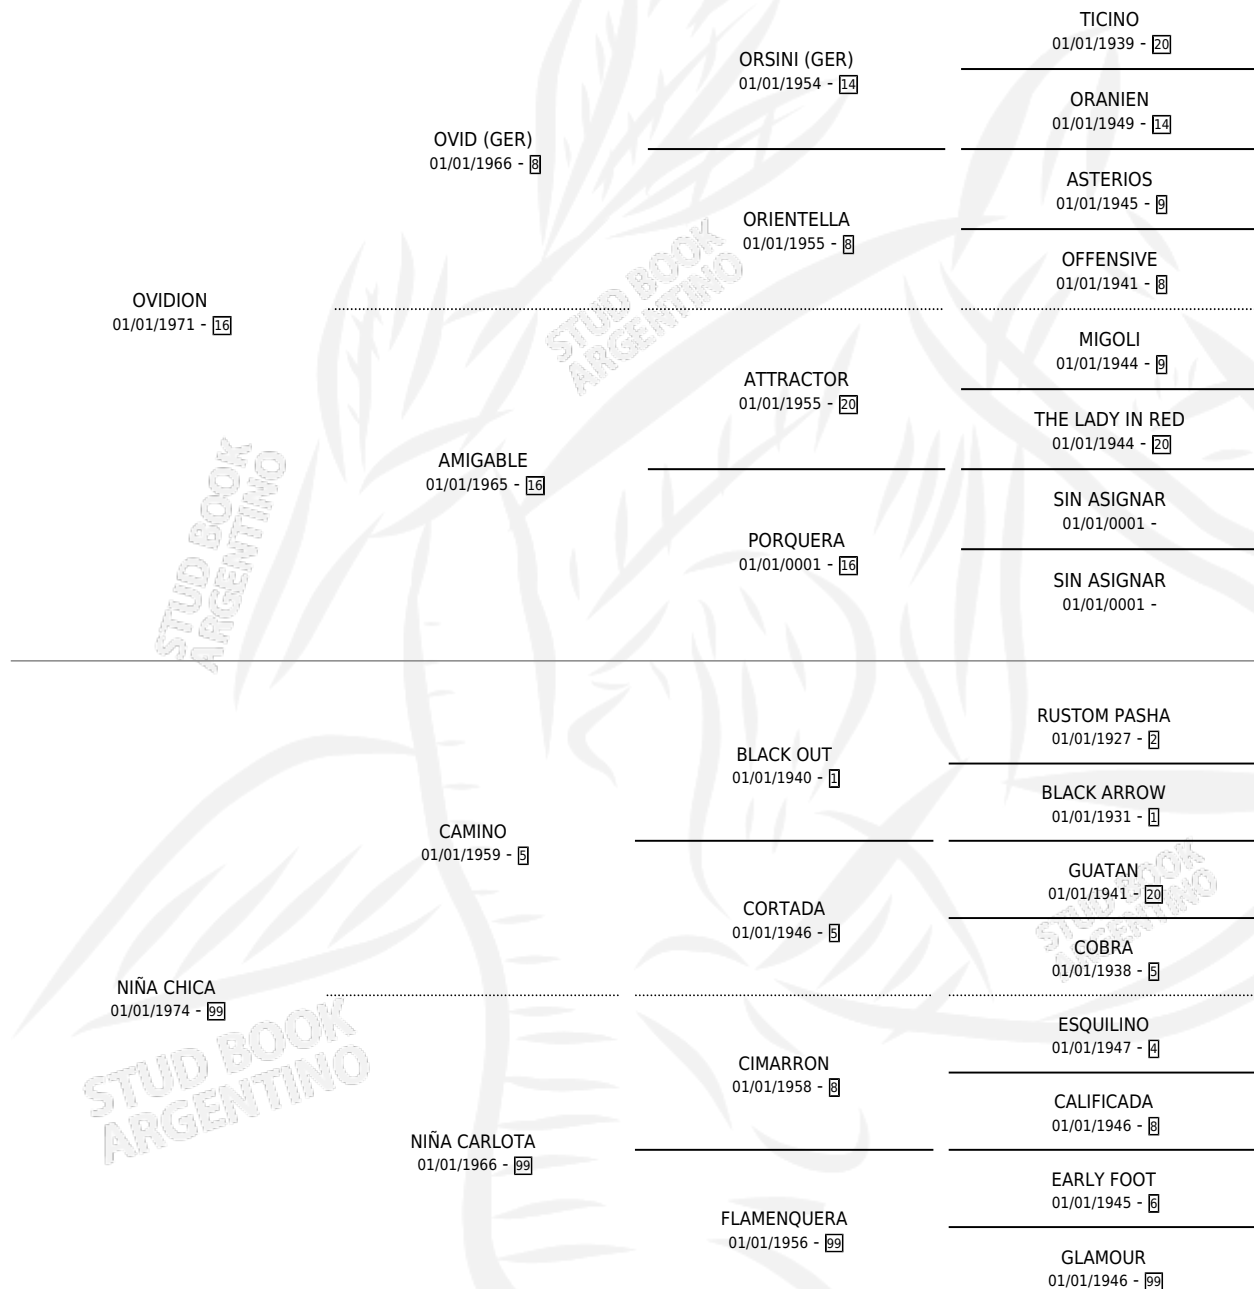 TICINO
01/01/1939 - 20
ORSINI (GER)
01/01/1954 - 14
ORANIEN
01/01/1949 - 14
OVID (GER)
01/01/1966 - 8
ASTERIOS
01/01/1945 - 9
ORIENTELLA
01/01/1955 - 8
OFFENSIVE
01/01/1941 - 8
OVIDION
01/01/1971 - 16
MIGOLI
01/01/1944 - 9
ATTRACTOR
01/01/1955 - 20
THE LADY IN RED
01/01/1944 - 20
AMIGABLE
01/01/1965 - 16
SIN ASIGNAR
01/01/0001 -
PORQUERA
01/01/0001 - 16
SIN ASIGNAR
01/01/0001 -
RUSTOM PASHA
01/01/1927 - 2
BLACK OUT
01/01/1940 - 1
BLACK ARROW
01/01/1931 - 1
CAMINO
01/01/1959 - 5
GUATAN
01/01/1941 - 20
CORTADA
01/01/1946 - 5
COBRA
01/01/1938 - 5
NIÑA CHICA
01/01/1974 - 99
ESQUILINO
01/01/1947 - 4
CIMARRON
01/01/1958 - 8
CALIFICADA
01/01/1946 - 8
NIÑA CARLOTA
01/01/1966 - 99
EARLY FOOT
01/01/1945 - 6
FLAMENQUERA
01/01/1956 - 99
GLAMOUR
01/01/1946 - 99
STUD BOOK
ARGENTINO
STUD BOOK
ARGENTINO
STUD BOOK
ARGENTINO
STUD BOOK
ARGENTINO